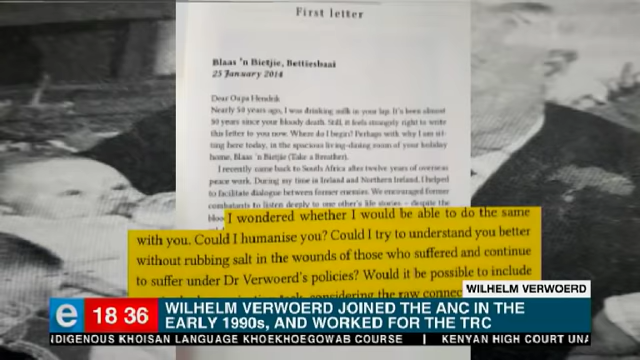 First letter
Blaas 'n Bietjie, Bettiesbaai
25 January 2014
Dear Oupa Hendrik
Nearly 50 years ago, I was drinking milk in your lap. It's been almost
50 years since your bloody death. Still, it feels strangely right to write
this letter to you now. Where do I begin? Perhaps with why I am sit-
ting here today, in the spacious living-dining room of your holiday
home, Blaas 'n Bietjie (Take a Breather).
I recently came back to South Africa after twelve years of overseas
peace work. During my time in Ireland and Northern Ireland, I helped
to facilitate dialogue between former enemies. We encouraged former
combatants to listen deeply to one other's life stories – despite the
I wondered whether I would be able to do the same
with you. Could I humanise you? Could I try to understand you better
without rubbing salt in the wounds of those who suffered and continue
to suffer under Dr Verwoerd's policies? Would it be possible to include
considering the raw
WILHELM VERWOERD
e 18 36 WILHELM VERWOERD JOINED THE ANC IN THE
EARLY 1990s, AND WORKED FOR THE TRC
NDIGENOUS KHOISAN LANGUAGE KHOEKHOEGOWAB COURSE | KENYAN HIGH COURT UNA